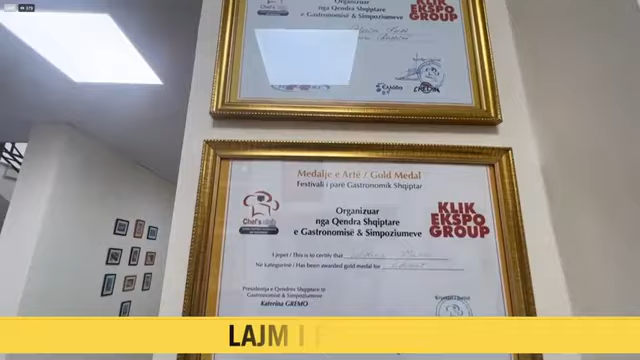 Organizuar
nga Qendra Shqiptare
e Gastronomisë & Simpoziumeve
KLIK
EKSPO
GROUP
Medalje e Artë / Gold Medal
Festivali i parë Gastronomik Shqiptar
Chef's club
Organizuar
nga Qendra Shqiptare
e Gastronomisë & Simpoziumeve
KLIK
EKSPO
GROUP
I jepet / This is to certify that
Në kategorinë / Has been awarded gold medal for
Presidentja e Qendrës Shqiptare të
Gastronomisë & Simpoziumeve
Katerina GREMO
LAJM I